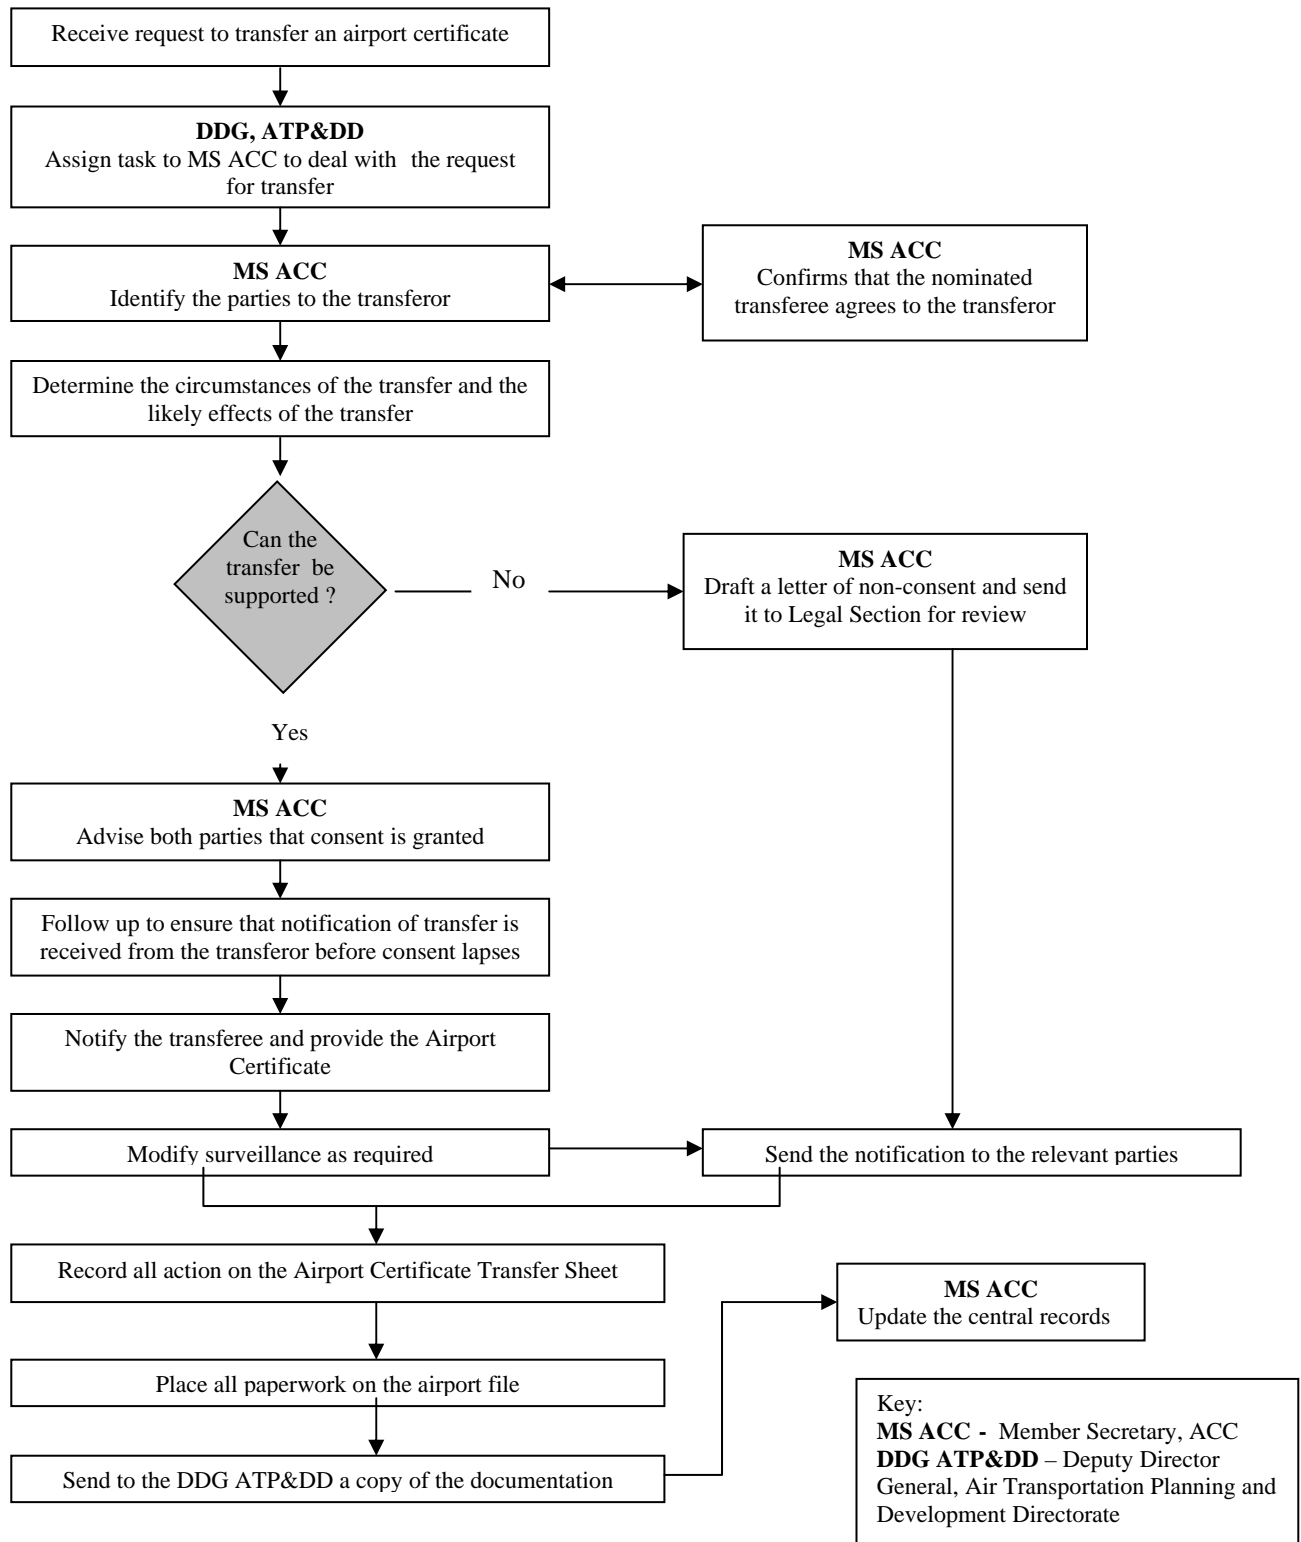 Receive request to transfer an airport certificate
DDG, ATP&DD
Assign task to MS ACC to deal with the request
for transfer
MS ACC
Identify the parties to the transferor
MS ACC
Confirms that the nominated
transferee agrees to the transferor
Determine the circumstances of the transfer and the
likely effects of the transfer
Can the
transfer be
supported ?
No
MS ACC
Draft a letter of non-consent and send
it to Legal Section for review
Yes
MS ACC
Advise both parties that consent is granted
Follow up to ensure that notification of transfer is
received from the transferor before consent lapses
Notify the transferee and provide the Airport
Certificate
Modify surveillance as required
Send the notification to the relevant parties
Record all action on the Airport Certificate Transfer Sheet
MS ACC
Update the central records
Place all paperwork on the airport file
Send to the DDG ATP&DD a copy of the documentation
Key:
MS ACC - Member Secretary, ACC
DDG ATP&DD – Deputy Director
General, Air Transportation Planning and
Development Directorate